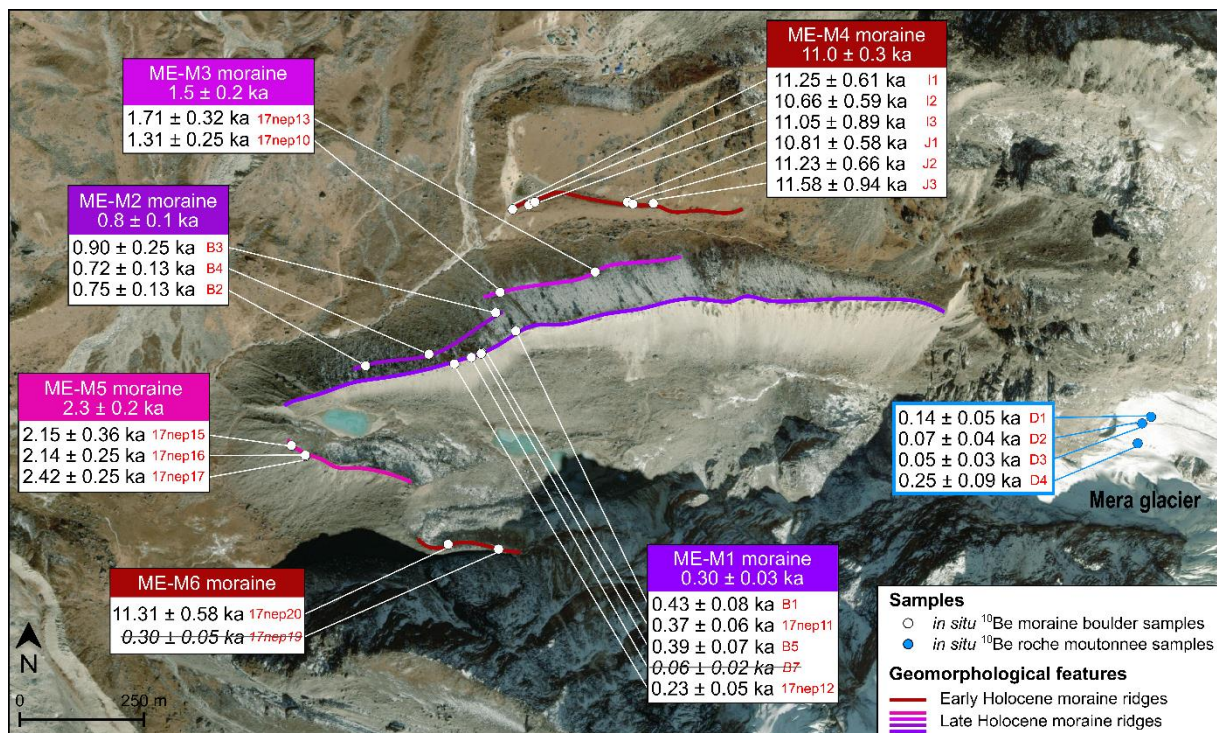 ME-M4 moraine
11.0 ± 0.3 ka
11.25 ± 0.61 ka I1
10.66 ± 0.59 ka I2
11.05 ± 0.89 ka I3
10.81 ± 0.58 ka J1
11.23 ± 0.66 ka J2
11.58 ± 0.94 ka J3
ME-M3 moraine
1.5 ± 0.2 ka
1.71 ± 0.32 ka 17nep13
1.31 ± 0.25 ka 17nep10
ME-M2 moraine
0.8 ± 0.1 ka
0.90 ± 0.25 ka B3
0.72 ± 0.13 ka B4
0.75 ± 0.13 ka B2
ME-M5 moraine
2.3 ± 0.2 ka
2.15 ± 0.36 ka 17nep15
2.14 ± 0.25 ka 17nep16
2.42 ± 0.25 ka 17nep17
0.14 ± 0.05 ka D1
0.07 ± 0.04 ka D2
0.05 ± 0.03 ka D3
0.25 ± 0.09 ka D4
Mera glacier
ME-M6 moraine
11.31 ± 0.58 ka 17nep20
0.30 ± 0.05 ka 17nep19
ME-M1 moraine
0.30 ± 0.03 ka
0.43 ± 0.08 ka B1
0.37 ± 0.06 ka 17nep11
0.39 ± 0.07 ka B5
0.06 ± 0.02 ka B7
0.23 ± 0.05 ka 17nep12
N
0 250 m
Samples
in situ ¹⁰Be moraine boulder samples
in situ ¹⁰Be roche moutonnee samples
Geomorphological features
Early Holocene moraine ridges
Late Holocene moraine ridges